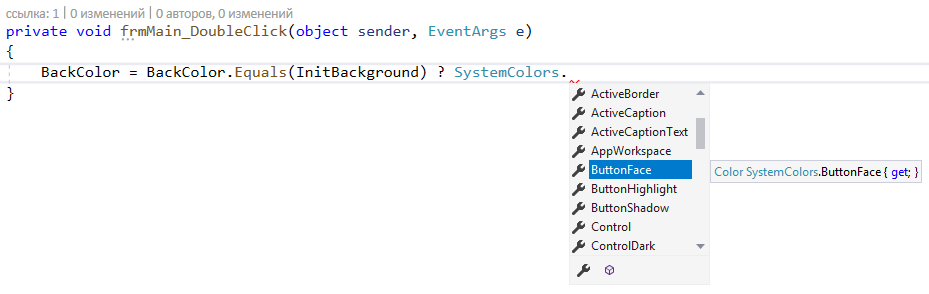 ссылка: 1 | 0 изменений | 0 авторов, 0 изменений
private void frmMain_DoubleClick(object sender, EventArgs e)
{
BackColor = BackColor.Equals(InitBackground) ? SystemColors.
}
ActiveBorder
ActiveCaption
ActiveCaptionText
AppWorkspace
ButtonFace
Color SystemColors.ButtonFace { get; }
ButtonHighlight
ButtonShadow
Control
ControlDark